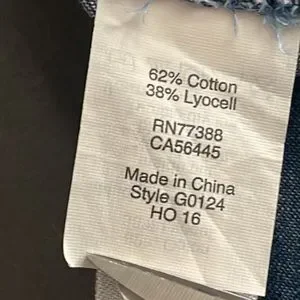 62% Cotton
38% Lyocell
RN77388
CA56445
Made in China
Style G0124
HO 16